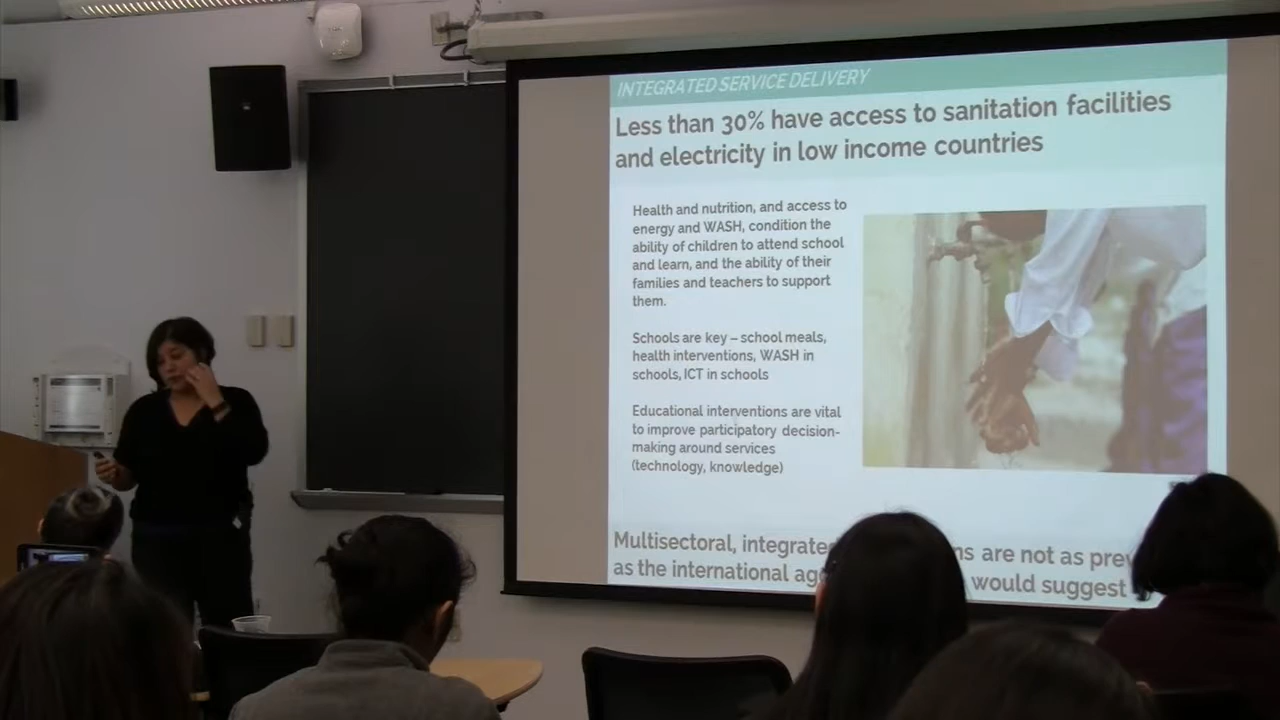 INTEGRATED SERVICE DELIVERY
Less than 30% have access to sanitation facilities
and electricity in low income countries
Health and nutrition, and access to
energy and WASH, condition the
ability of children to attend school
and learn, and the ability of their
families and teachers to support
them.
Schools are key – school meals,
health interventions, WASH in
schools, ICT in schools
Educational interventions are vital
to improve participatory decision-
making around services
(technology, knowledge)
Multisectoral, are not as
as the international would suggest